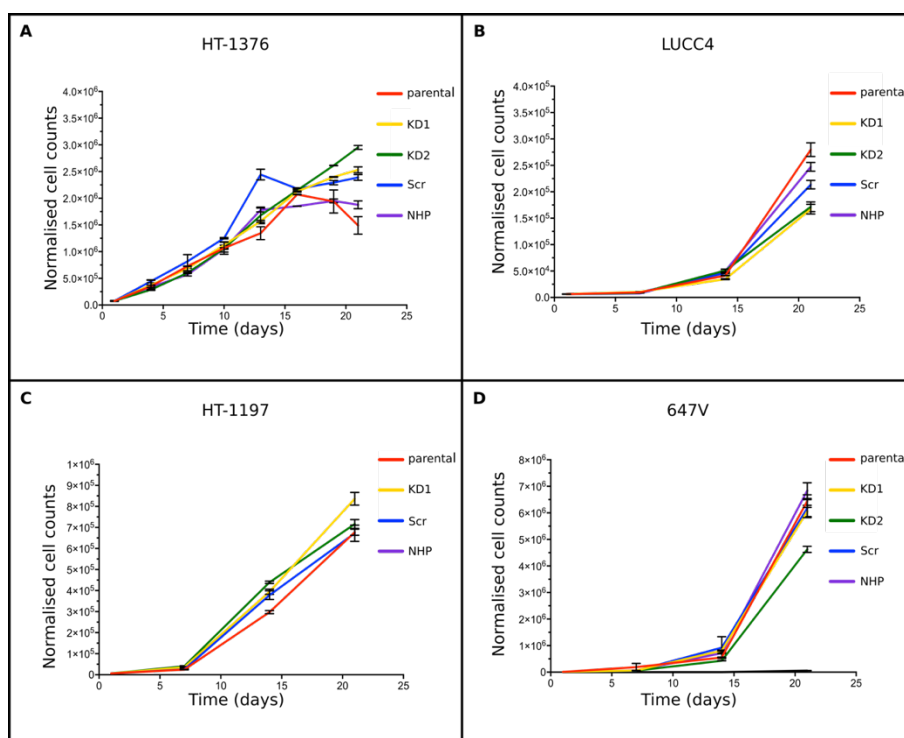 A
HT-1376
Normalised cell counts
4.0×10⁶
3.5×10⁶
3.0×10⁶
2.5×10⁶
2.0×10⁶
1.5×10⁶
1.0×10⁶
5.0×10⁵
0.0
0
5
10
15
20
25
Time (days)
parental
KD1
KD2
Scr
NHP
B
LUCC4
Normalised cell counts
4.0×10⁵
3.5×10⁵
3.0×10⁵
2.5×10⁵
2.0×10⁵
1.5×10⁵
1.0×10⁵
5.0×10⁴
0.0
0
5
10
15
20
25
Time (days)
parental
KD1
KD2
Scr
NHP
C
HT-1197
Normalised cell counts
1×10⁶
9×10⁵
8×10⁵
7×10⁵
6×10⁵
5×10⁵
4×10⁵
3×10⁵
2×10⁵
1×10⁵
0
0
5
10
15
20
25
Time (days)
parental
KD1
Scr
NHP
D
647V
Normalised cell counts
8×10⁶
7×10⁶
6×10⁶
5×10⁶
4×10⁶
3×10⁶
2×10⁶
1×10⁶
0
0
5
10
15
20
25
Time (days)
parental
KD1
KD2
Scr
NHP